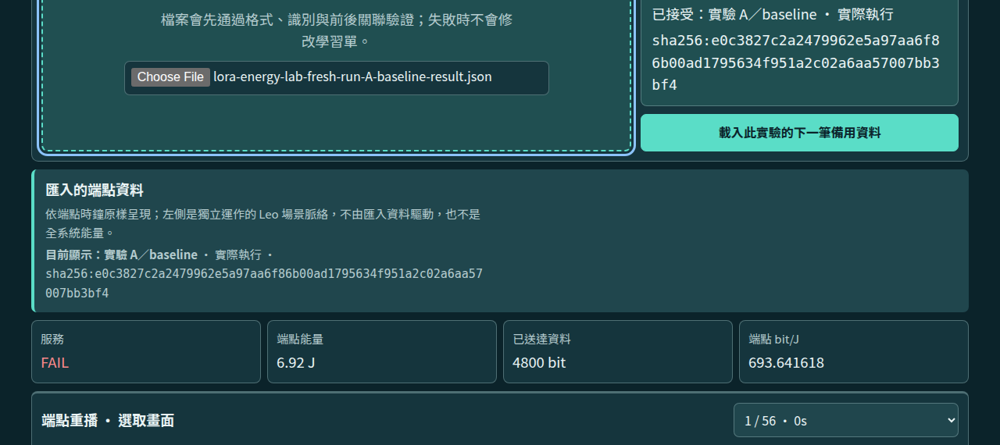 檔案會先通過格式、識別與前後關聯驗證；失敗時不會修
改學習單。
Choose File lora-energy-lab-fresh-run-A-baseline-result.json
已接受：實驗 A／baseline · 實際執行
sha256:e0c3827c2a2479962e5a97aa6f8
6b00ad1795634f951a2c02a6aa57007bb3
bf4
載入此實驗的下一筆備用資料
匯入的端點資料
依端點時鐘原樣呈現；左側是獨立運作的 Leo 場景脈絡，不由匯入資料驅動，也不是
全系統能量。
目前顯示：實驗 A／baseline · 實際執行 ·
sha256:e0c3827c2a2479962e5a97aa6f86b00ad1795634f951a2c02a6aa57
007bb3bf4
服務
FAIL
端點能量
6.92 J
已送達資料
4800 bit
端點 bit/J
693.641618
端點重播 · 選取畫面
1 / 56 · 0s